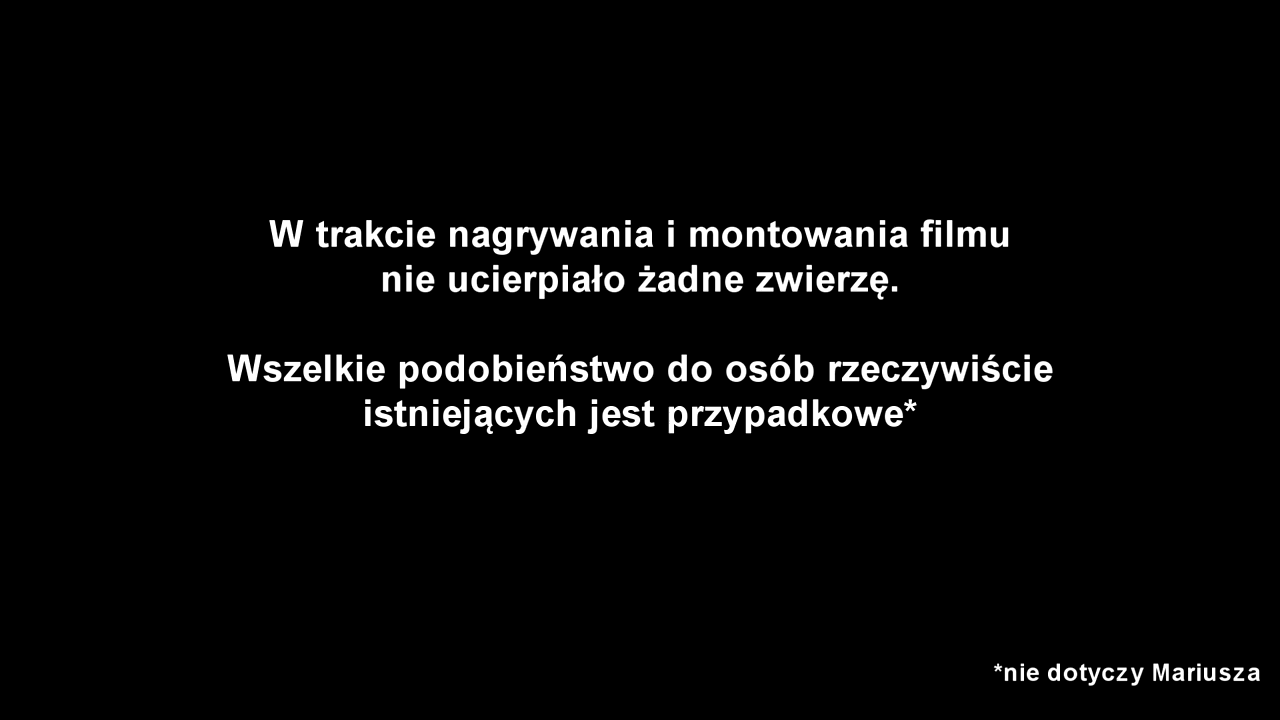 W trakcie nagrywania i montowania filmu
nie ucierpiało żadne zwierzę.
Wszelkie podobieństwo do osób rzeczywiście
istniejących jest przypadkowe*
*nie dotyczy Mariusza